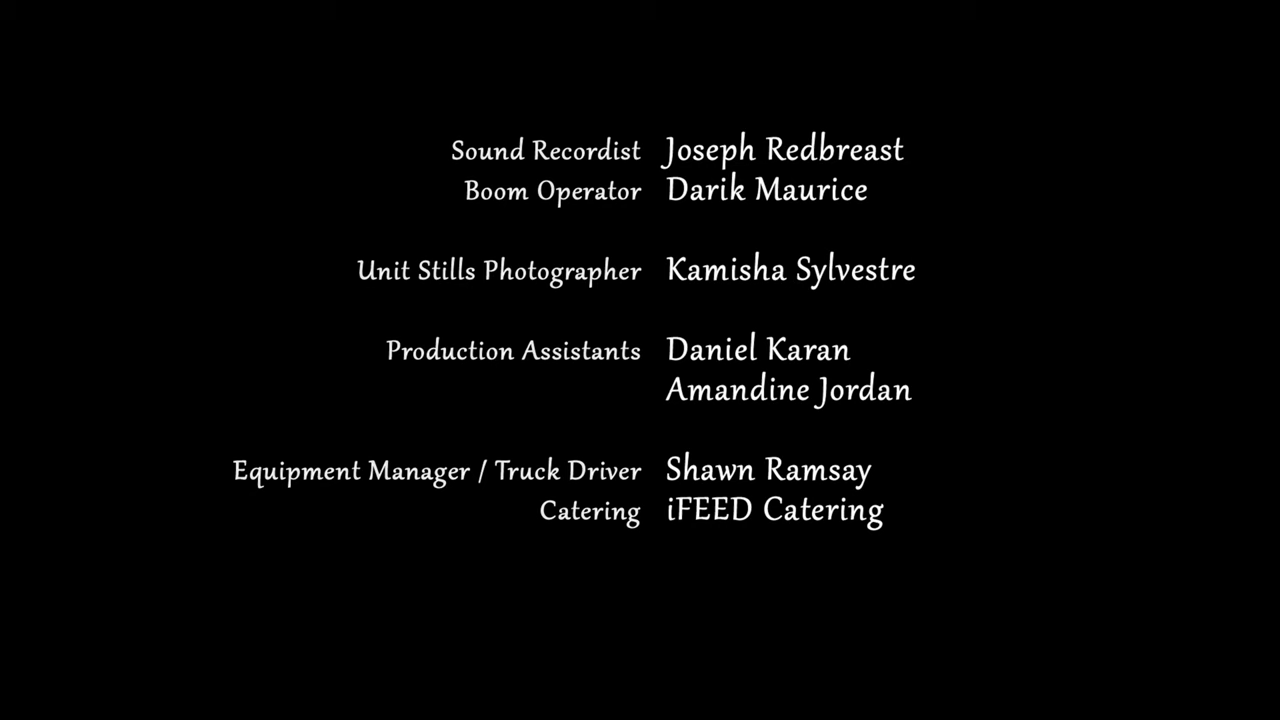 Sound Recordist Joseph Redbreast
Boom Operator Darik Maurice
Unit Stills Photographer Kamisha Sylvestre
Production Assistants Daniel Karan
Amandine Jordan
Equipment Manager / Truck Driver Shawn Ramsay
Catering iFEED Catering